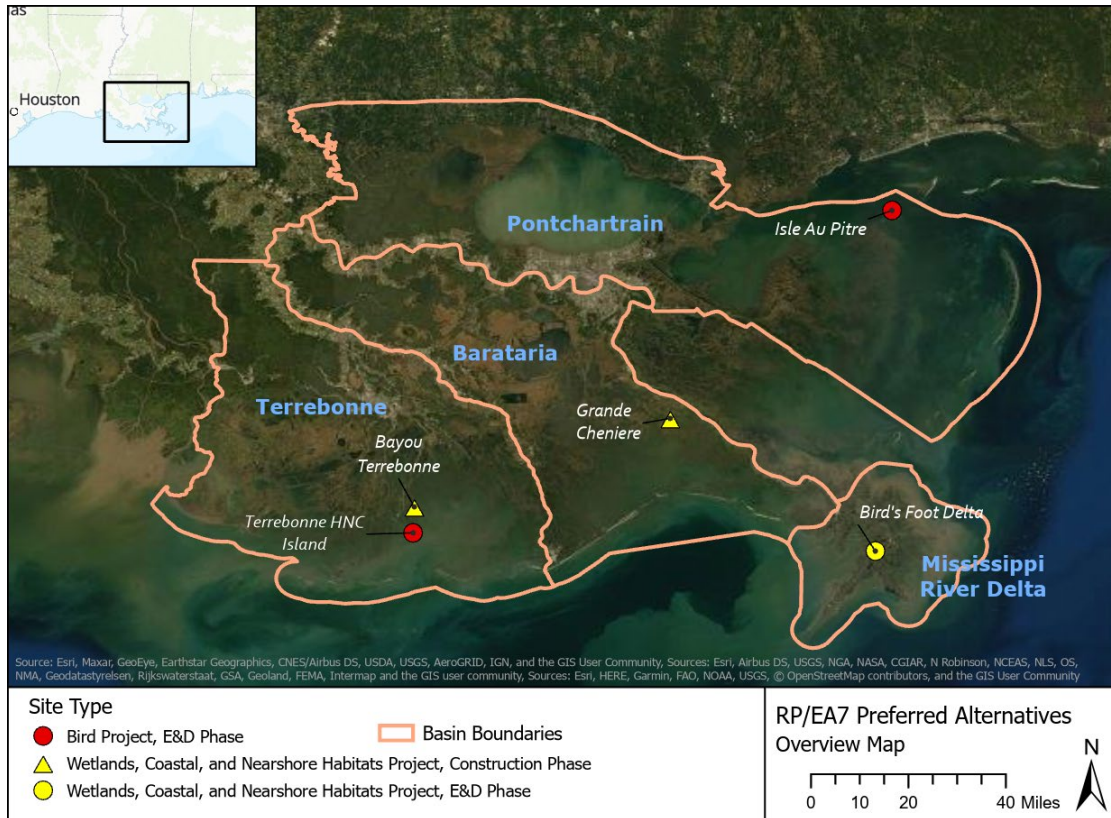 as
Houston
Pontchartrain
Isle Au Pitre
Barataria
Terrebonne
Grande
Cheniere
Bayou
Terrebonne
Terrebonne HNC
Island
Bird's Foot Delta
Mississippi
River Delta
Source: Esri, Maxar, GeoEye, Earthstar Geographics, CNES/Airbus DS, USDA, USGS, AeroGRID, IGN, and the GIS User Community, Sources: Esri, Airbus DS, USGS, NGA, NASA, CGIAR, N Robinson, NCEAS, NLS, OS,
NMA, Geodatastyrelsen, Rijkswaterstaat, GSA, Geoland, FEMA, Intermap and the GIS user community, Sources: Esri, HERE, Garmin, FAO, NOAA, USGS, © OpenStreetMap contributors, and the GIS User Community
Site Type
Bird Project, E&D Phase
Basin Boundaries
Wetlands, Coastal, and Nearshore Habitats Project, Construction Phase
Wetlands, Coastal, and Nearshore Habitats Project, E&D Phase
RP/EA7 Preferred Alternatives
Overview Map
N
0 10 20 40 Miles